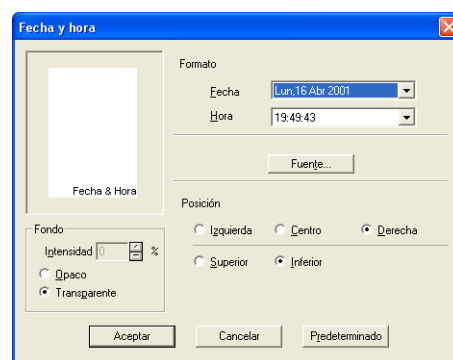 Fecha y hora
Formato
Fecha Lun,16 Abr 2001
Hora 19:49:43
Fuente...
Fecha & Hora
Posición
Izquierda Centro Derecha
Superior Inferior
Fondo
Intensidad 0 %
Opaco
Transparente
Aceptar Cancelar Predeterminado